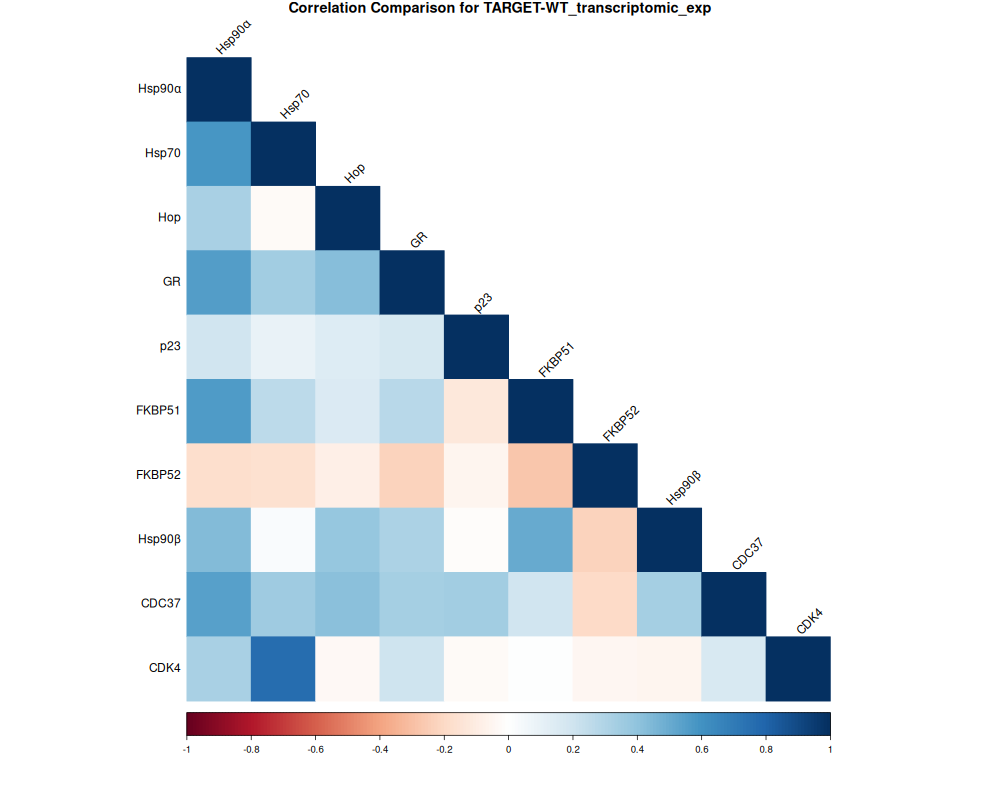 Correlation Comparison for TARGET-WT_transcriptomic_exp
Hsp90α
Hsp90α
Hsp70
Hsp70
Hop
Hop
GR
GR
p23
p23
FKBP51
FKBP51
FKBP52
FKBP52
Hsp90β
Hsp90β
CDC37
CDC37
CDK4
CDK4
-1 -0.8 -0.6 -0.4 -0.2 0 0.2 0.4 0.6 0.8 1